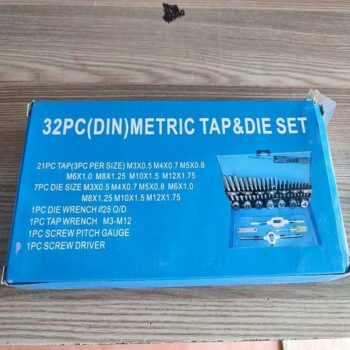 32PC(DIN)METRIC TAP&DIE SET
21PC TAP(3PC PER SIZE) M3X0.5 M4X0.7 M5X0.8
M6X1.0 M8X1.25 M10X1.5 M12X1.75
7PC DIE SIZE M3X0.5 M4X0.7 M5X0.8 M6X1.0
M8X1.25 M10X1.5 M12X1.75
1PC DIE WRENCH Ø25 O/D
1PC TAP WRENCH M3-M12
1PC SCREW PITCH GAUGE
1PC SCREW DRIVER